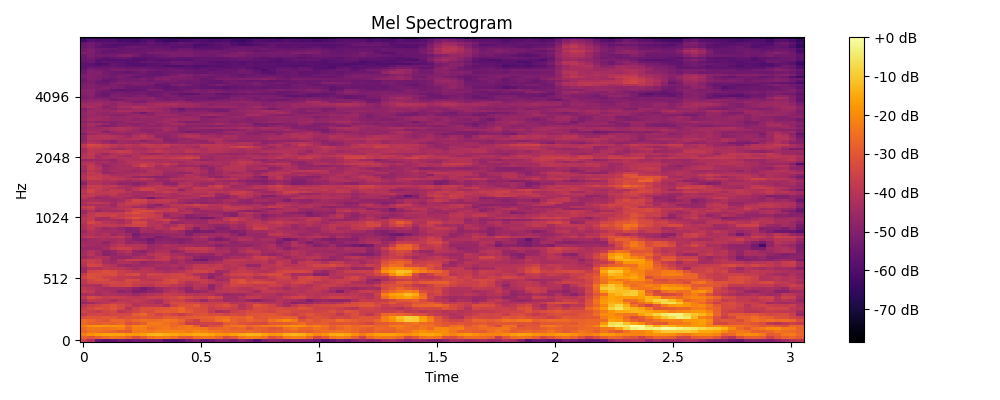 Mel Spectrogram
Hz
4096
2048
1024
512
0
0
0.5
1
1.5
2
2.5
3
Time
+0 dB
-10 dB
-20 dB
-30 dB
-40 dB
-50 dB
-60 dB
-70 dB